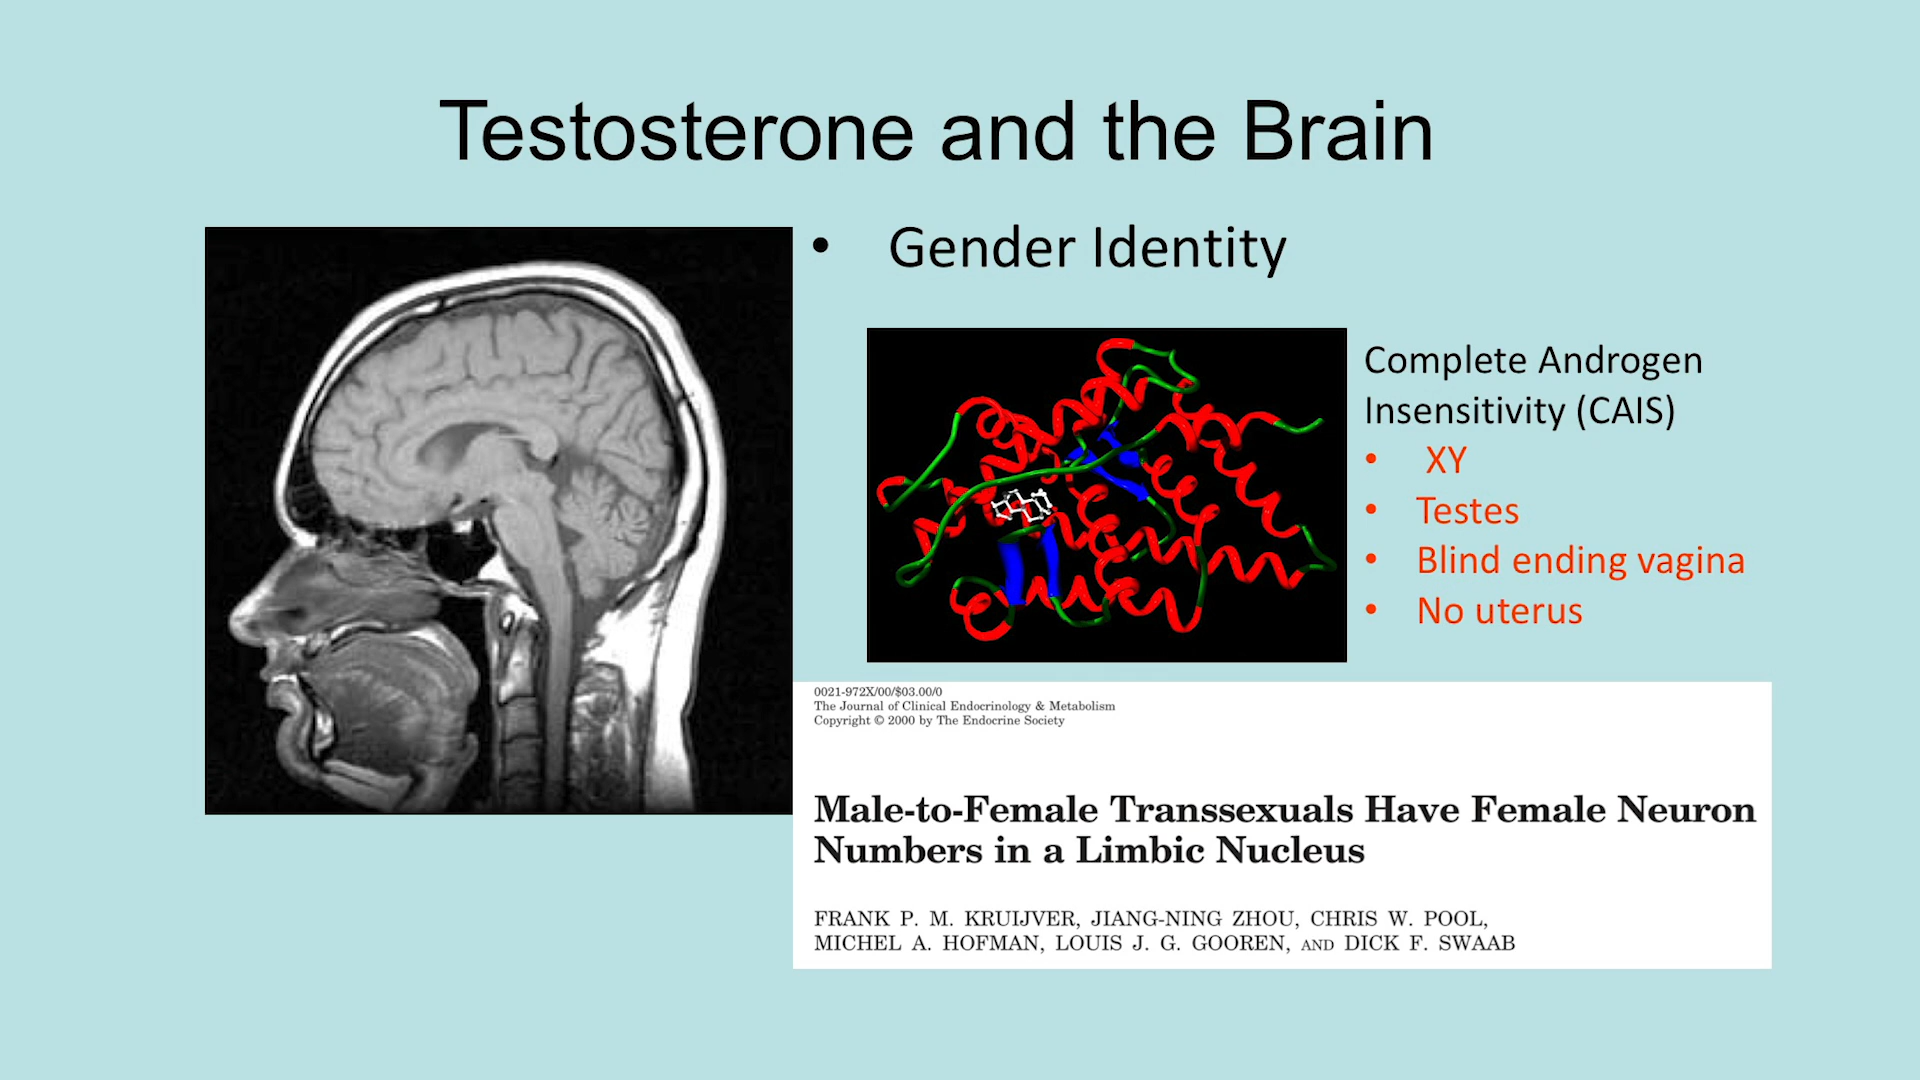 Testosterone and the Brain
• Gender Identity
Complete Androgen
Insensitivity (CAIS)
• XY
• Testes
• Blind ending vagina
• No uterus
0021-972X/00/$03.00/0
The Journal of Clinical Endocrinology & Metabolism
Copyright © 2000 by The Endocrine Society
Male-to-Female Transsexuals Have Female Neuron
Numbers in a Limbic Nucleus
FRANK P. M. KRUIJVER, JIANG-NING ZHOU, CHRIS W. POOL,
MICHEL A. HOFMAN, LOUIS J. G. GOOREN, AND DICK F. SWAAB